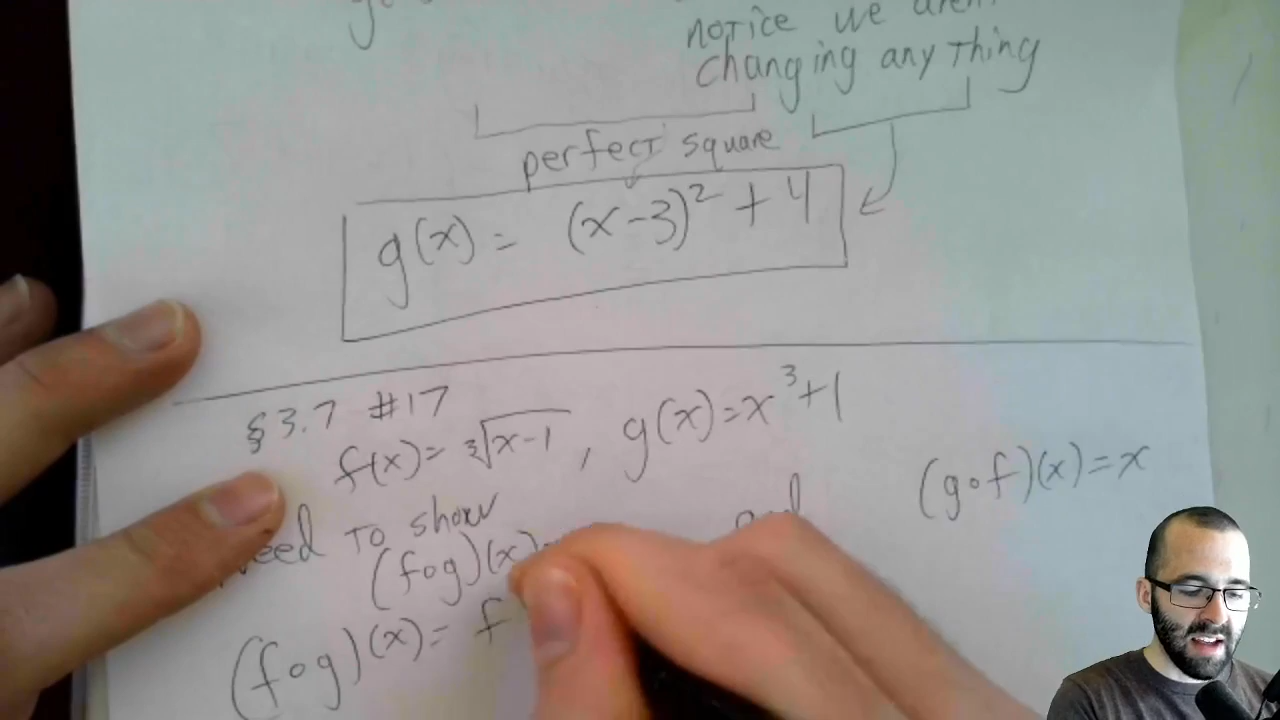 notice we aren't
changing anything
perfect square
g(x) = (x-3)² + 4
§ 3.7 #17
f(x) = ∛(x-1) , g(x) = x³+1
need to show
(f∘g)(x) = and (g∘f)(x) = x
(f∘g)(x) = f